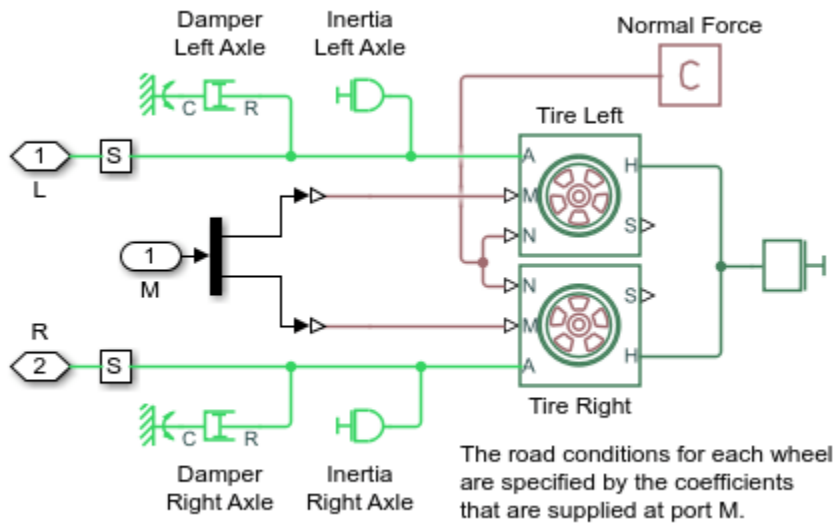 Damper
Left Axle
Inertia
Left Axle
Normal Force
C
C R
Tire Left
1
S
A
H
L
M
S
N
1
M
N
S
M
R
2
S
A
H
Tire Right
C R
Damper
Right Axle
Inertia
Right Axle
The road conditions for each wheel
are specified by the coefficients
that are supplied at port M.